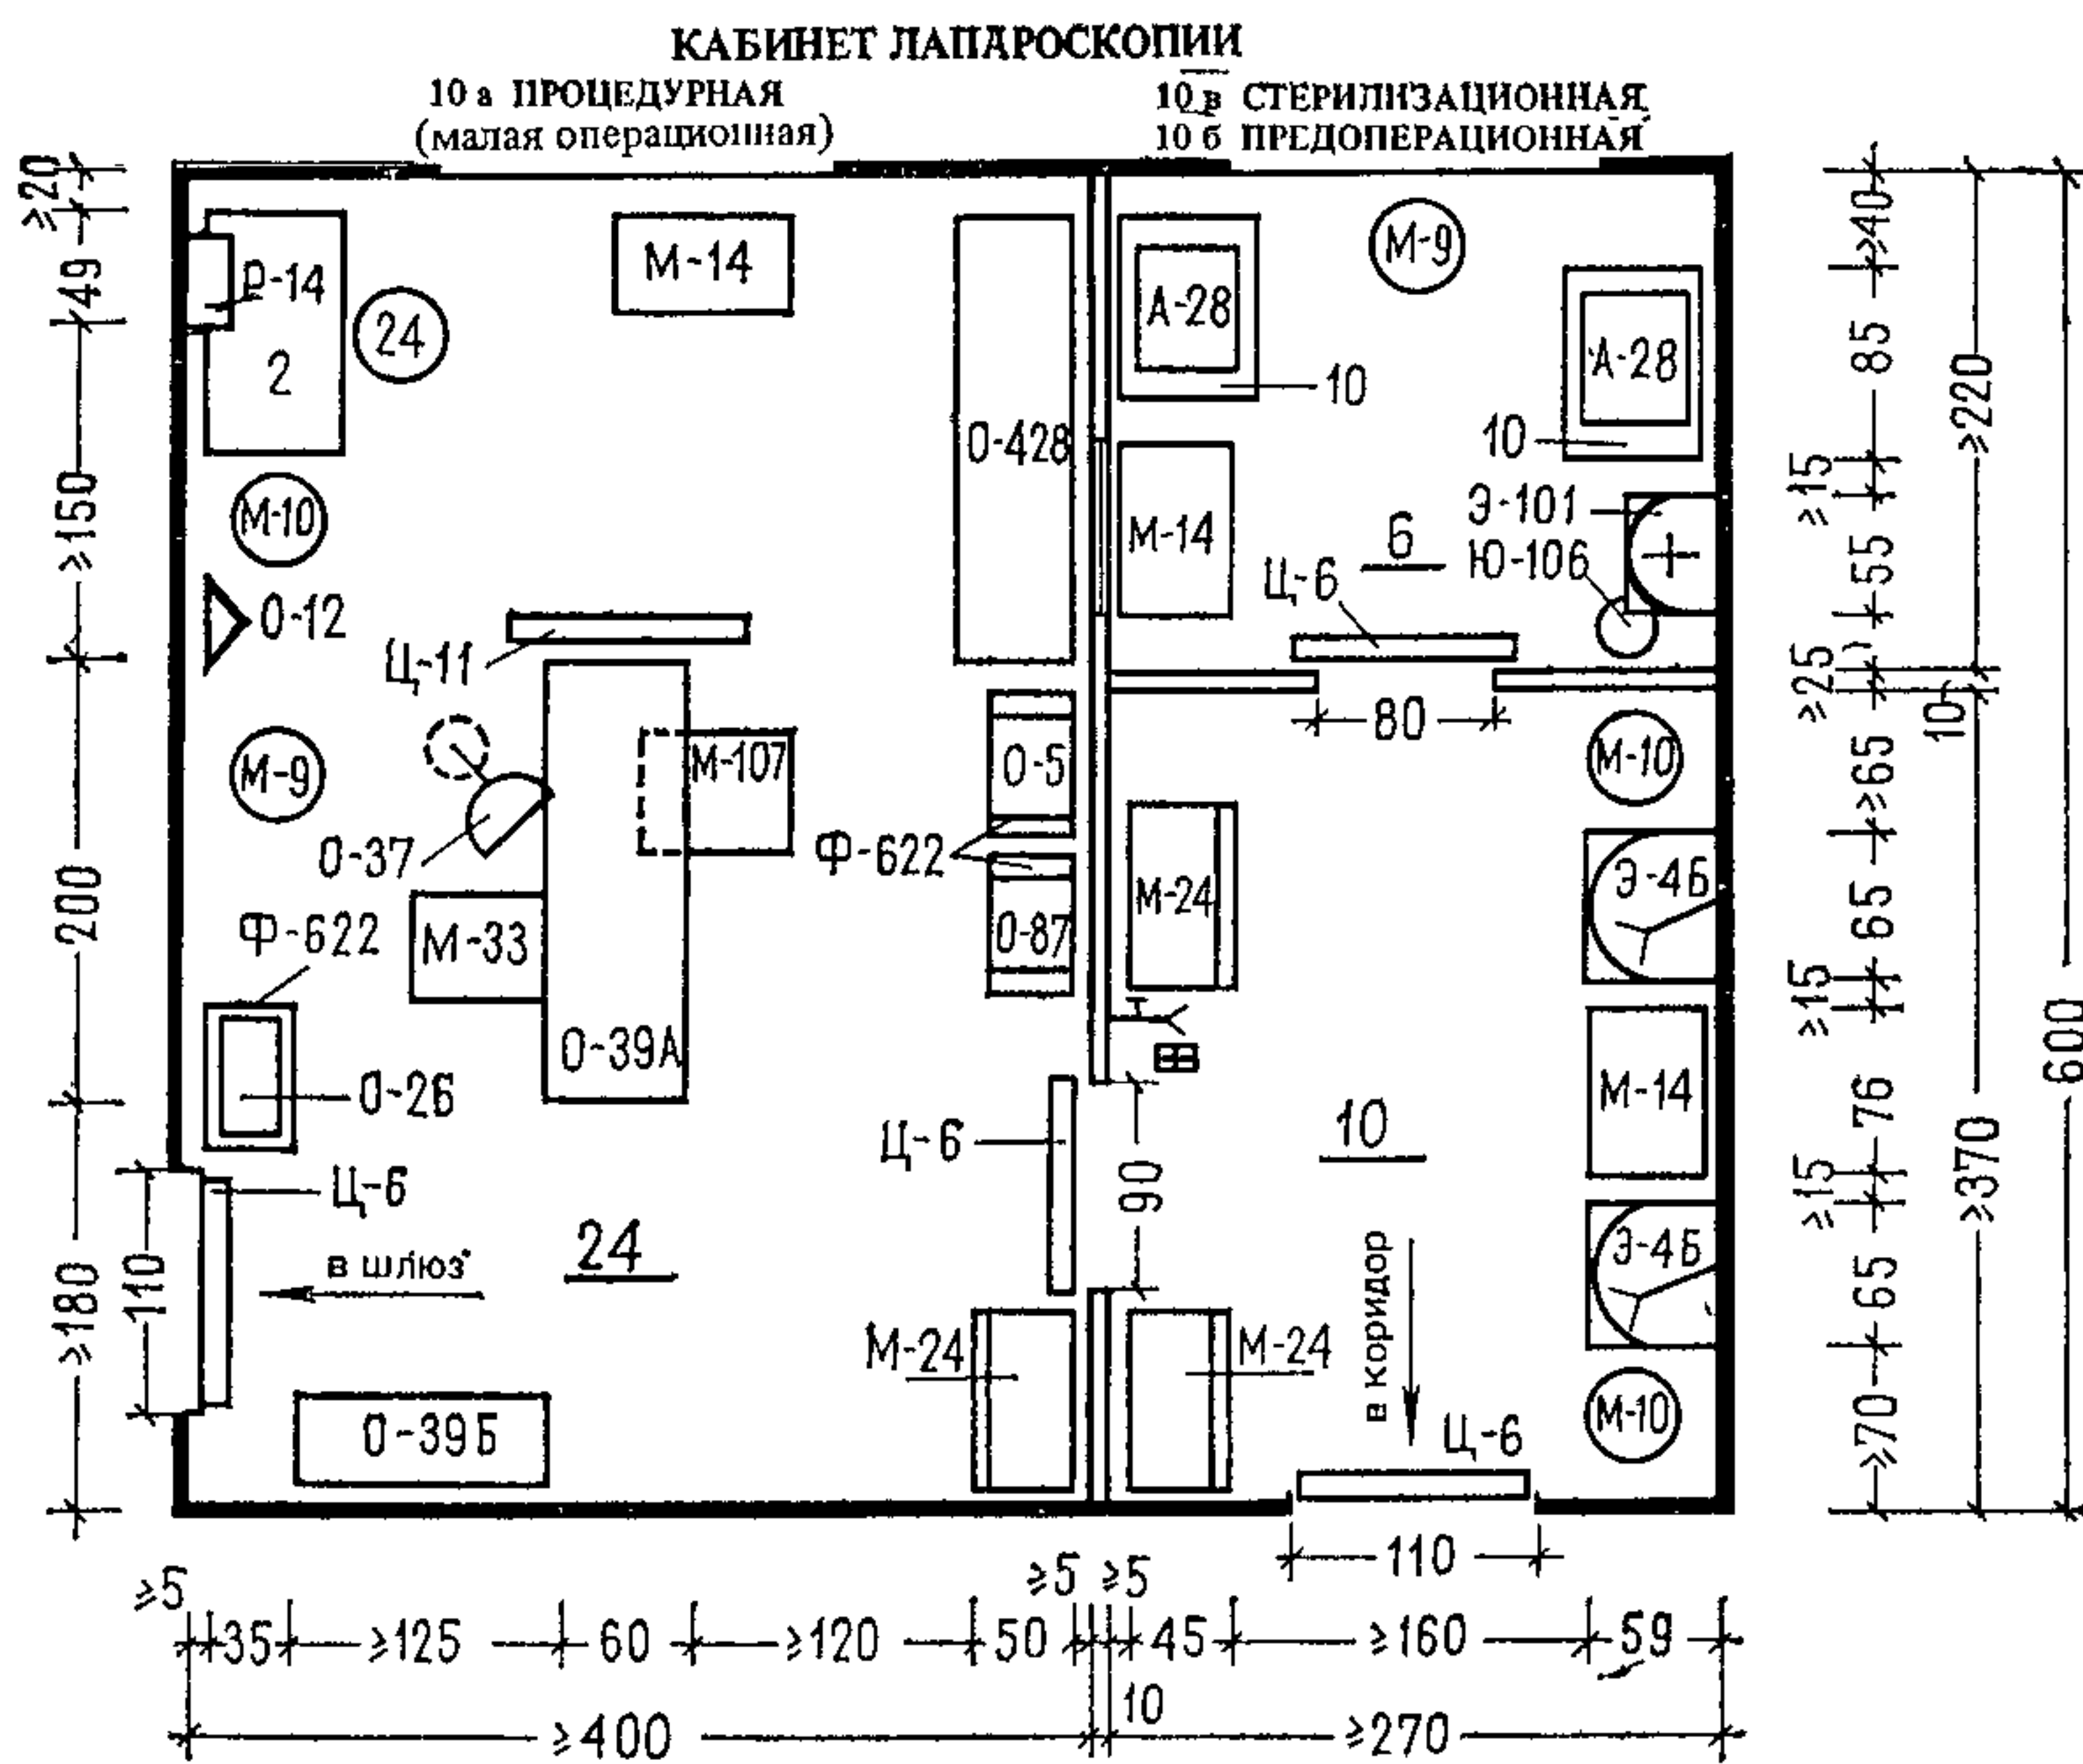 КАБИНЕТ ЛАПАРОСКОПИИ
10 а ПРОЦЕДУРНАЯ
(малая операционная)
10 в СТЕРИЛИЗАЦИОННАЯ
10 б ПРЕДОПЕРАЦИОННАЯ
⩾20
49
⩾150
200
⩾180
110
Р-14
2
24
М-14
О-428
М-10
О-12
Ц-11
М-9
О-37
М-107
О-5
Ф-622
О-87
Ф-622
М-33
О-39А
О-26
Ц-6
Ц-6
24
в шлюз
О-39Б
М-24
А-28
10
М-9
А-28
10
М-14
6
Э-101
Ю-106
Ц-6
80
М-10
М-24
Э-4Б
М-14
10
90
в коридор
Э-4Б
М-24
Ц-6
М-10
110
⩾40
85
⩾15
55
⩾25
⩾65
65
⩾15
76
⩾15
65
⩾70
⩾220
10
⩾370
600
⩾5
35
⩾125
60
⩾120
50
⩾5
⩾5
45
⩾160
59
⩾400
10
⩾270